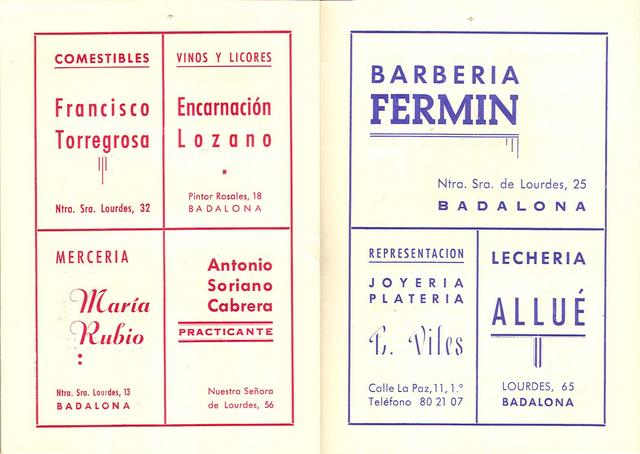 COMESTIBLES
Francisco
Torregrosa
Ntra. Sra. Lourdes, 32
VINOS Y LICORES
Encarnación
Lozano
Pintor Rosales, 18
BADALONA
MERCERIA
María
Rubio
Ntra. Sra. Lourdes, 13
BADALONA
Antonio
Soriano
Cabrera
PRACTICANTE
Nuestra Señora
de Lourdes, 56
BARBERIA
FERMIN
Ntra. Sra. de Lourdes, 25
BADALONA
REPRESENTACION
JOYERIA
PLATERIA
Viles
Calle La Paz, 11, 1.°
Teléfono 80 21 07
LECHERIA
ALLUÉ
LOURDES, 65
BADALONA